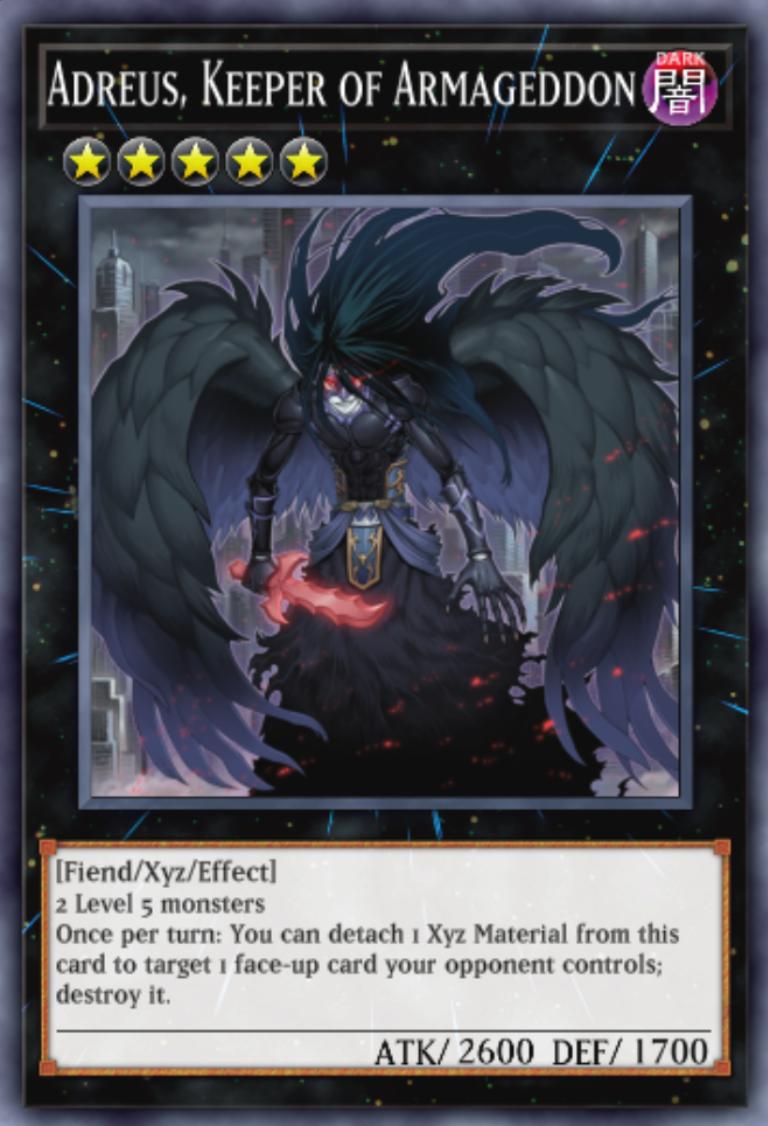 Adreus, Keeper of Armageddon
DARK
闇
[Fiend/Xyz/Effect]
2 Level 5 monsters
Once per turn: You can detach 1 Xyz Material from this
card to target 1 face-up card your opponent controls;
destroy it.
ATK/ 2600 DEF/ 1700